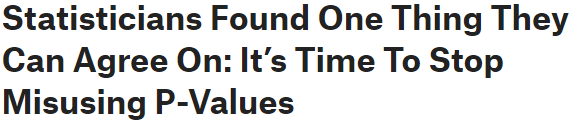 Statisticians Found One Thing They
Can Agree On: It’s Time To Stop
Misusing P-Values